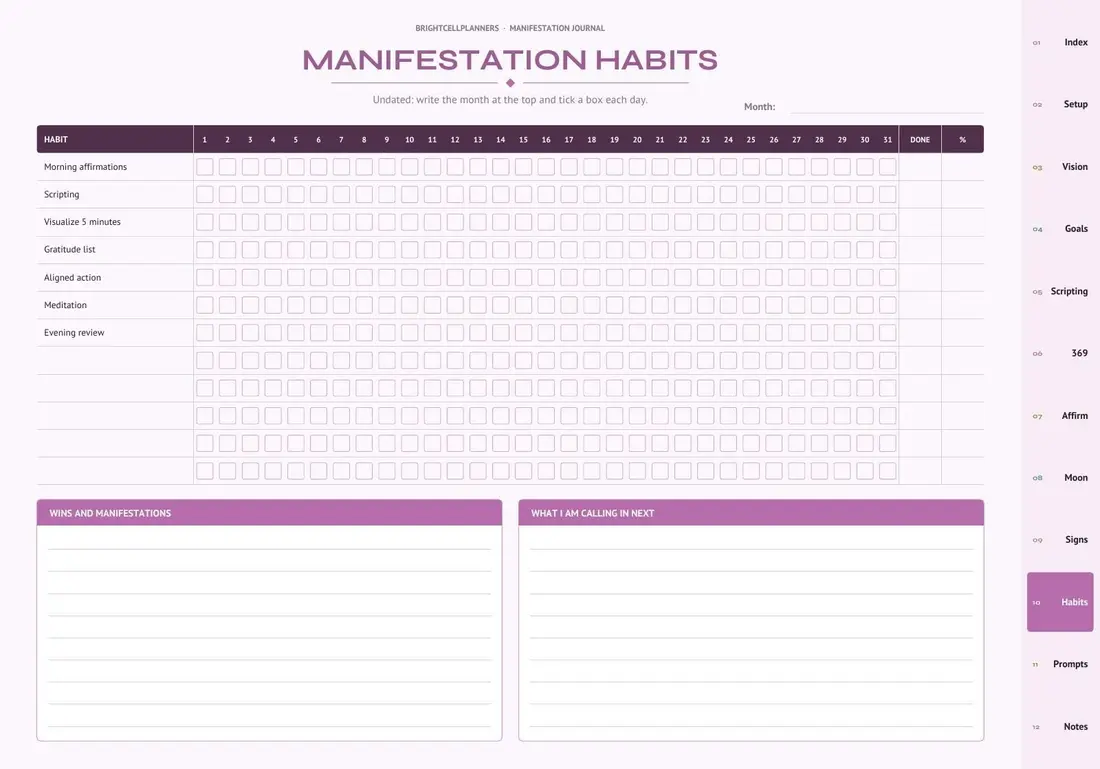 BRIGHTCELLPLANNERS · MANIFESTATION JOURNAL
MANIFESTATION HABITS
Undated: write the month at the top and tick a box each day.
Month:
HABIT 1 2 3 4 5 6 7 8 9 10 11 12 13 14 15 16 17 18 19 20 21 22 23 24 25 26 27 28 29 30 31 DONE %
Morning affirmations
Scripting
Visualize 5 minutes
Gratitude list
Aligned action
Meditation
Evening review
WINS AND MANIFESTATIONS
WHAT I AM CALLING IN NEXT
01 Index
02 Setup
03 Vision
04 Goals
05 Scripting
06 369
07 Affirm
08 Moon
09 Signs
10 Habits
11 Prompts
12 Notes